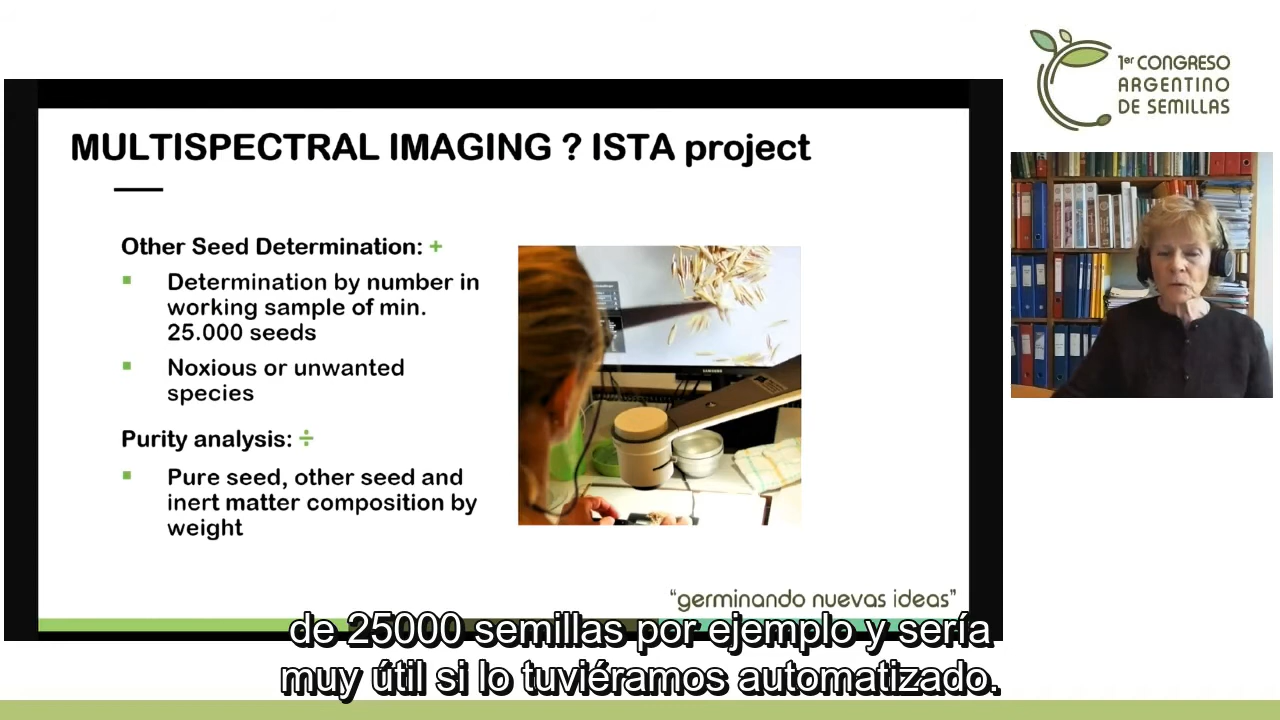 MULTISPECTRAL IMAGING ? ISTA project
Other Seed Determination: +
Determination by number in
working sample of min.
25.000 seeds
Noxious or unwanted
species
Purity analysis: ÷
Pure seed, other seed and
inert matter composition by
weight
"germinando nuevas ideas"
1er CONGRESO
ARGENTINO
DE SEMILLAS
de 25000 semillas por ejemplo y sería
muy útil si lo tuviéramos automatizado.